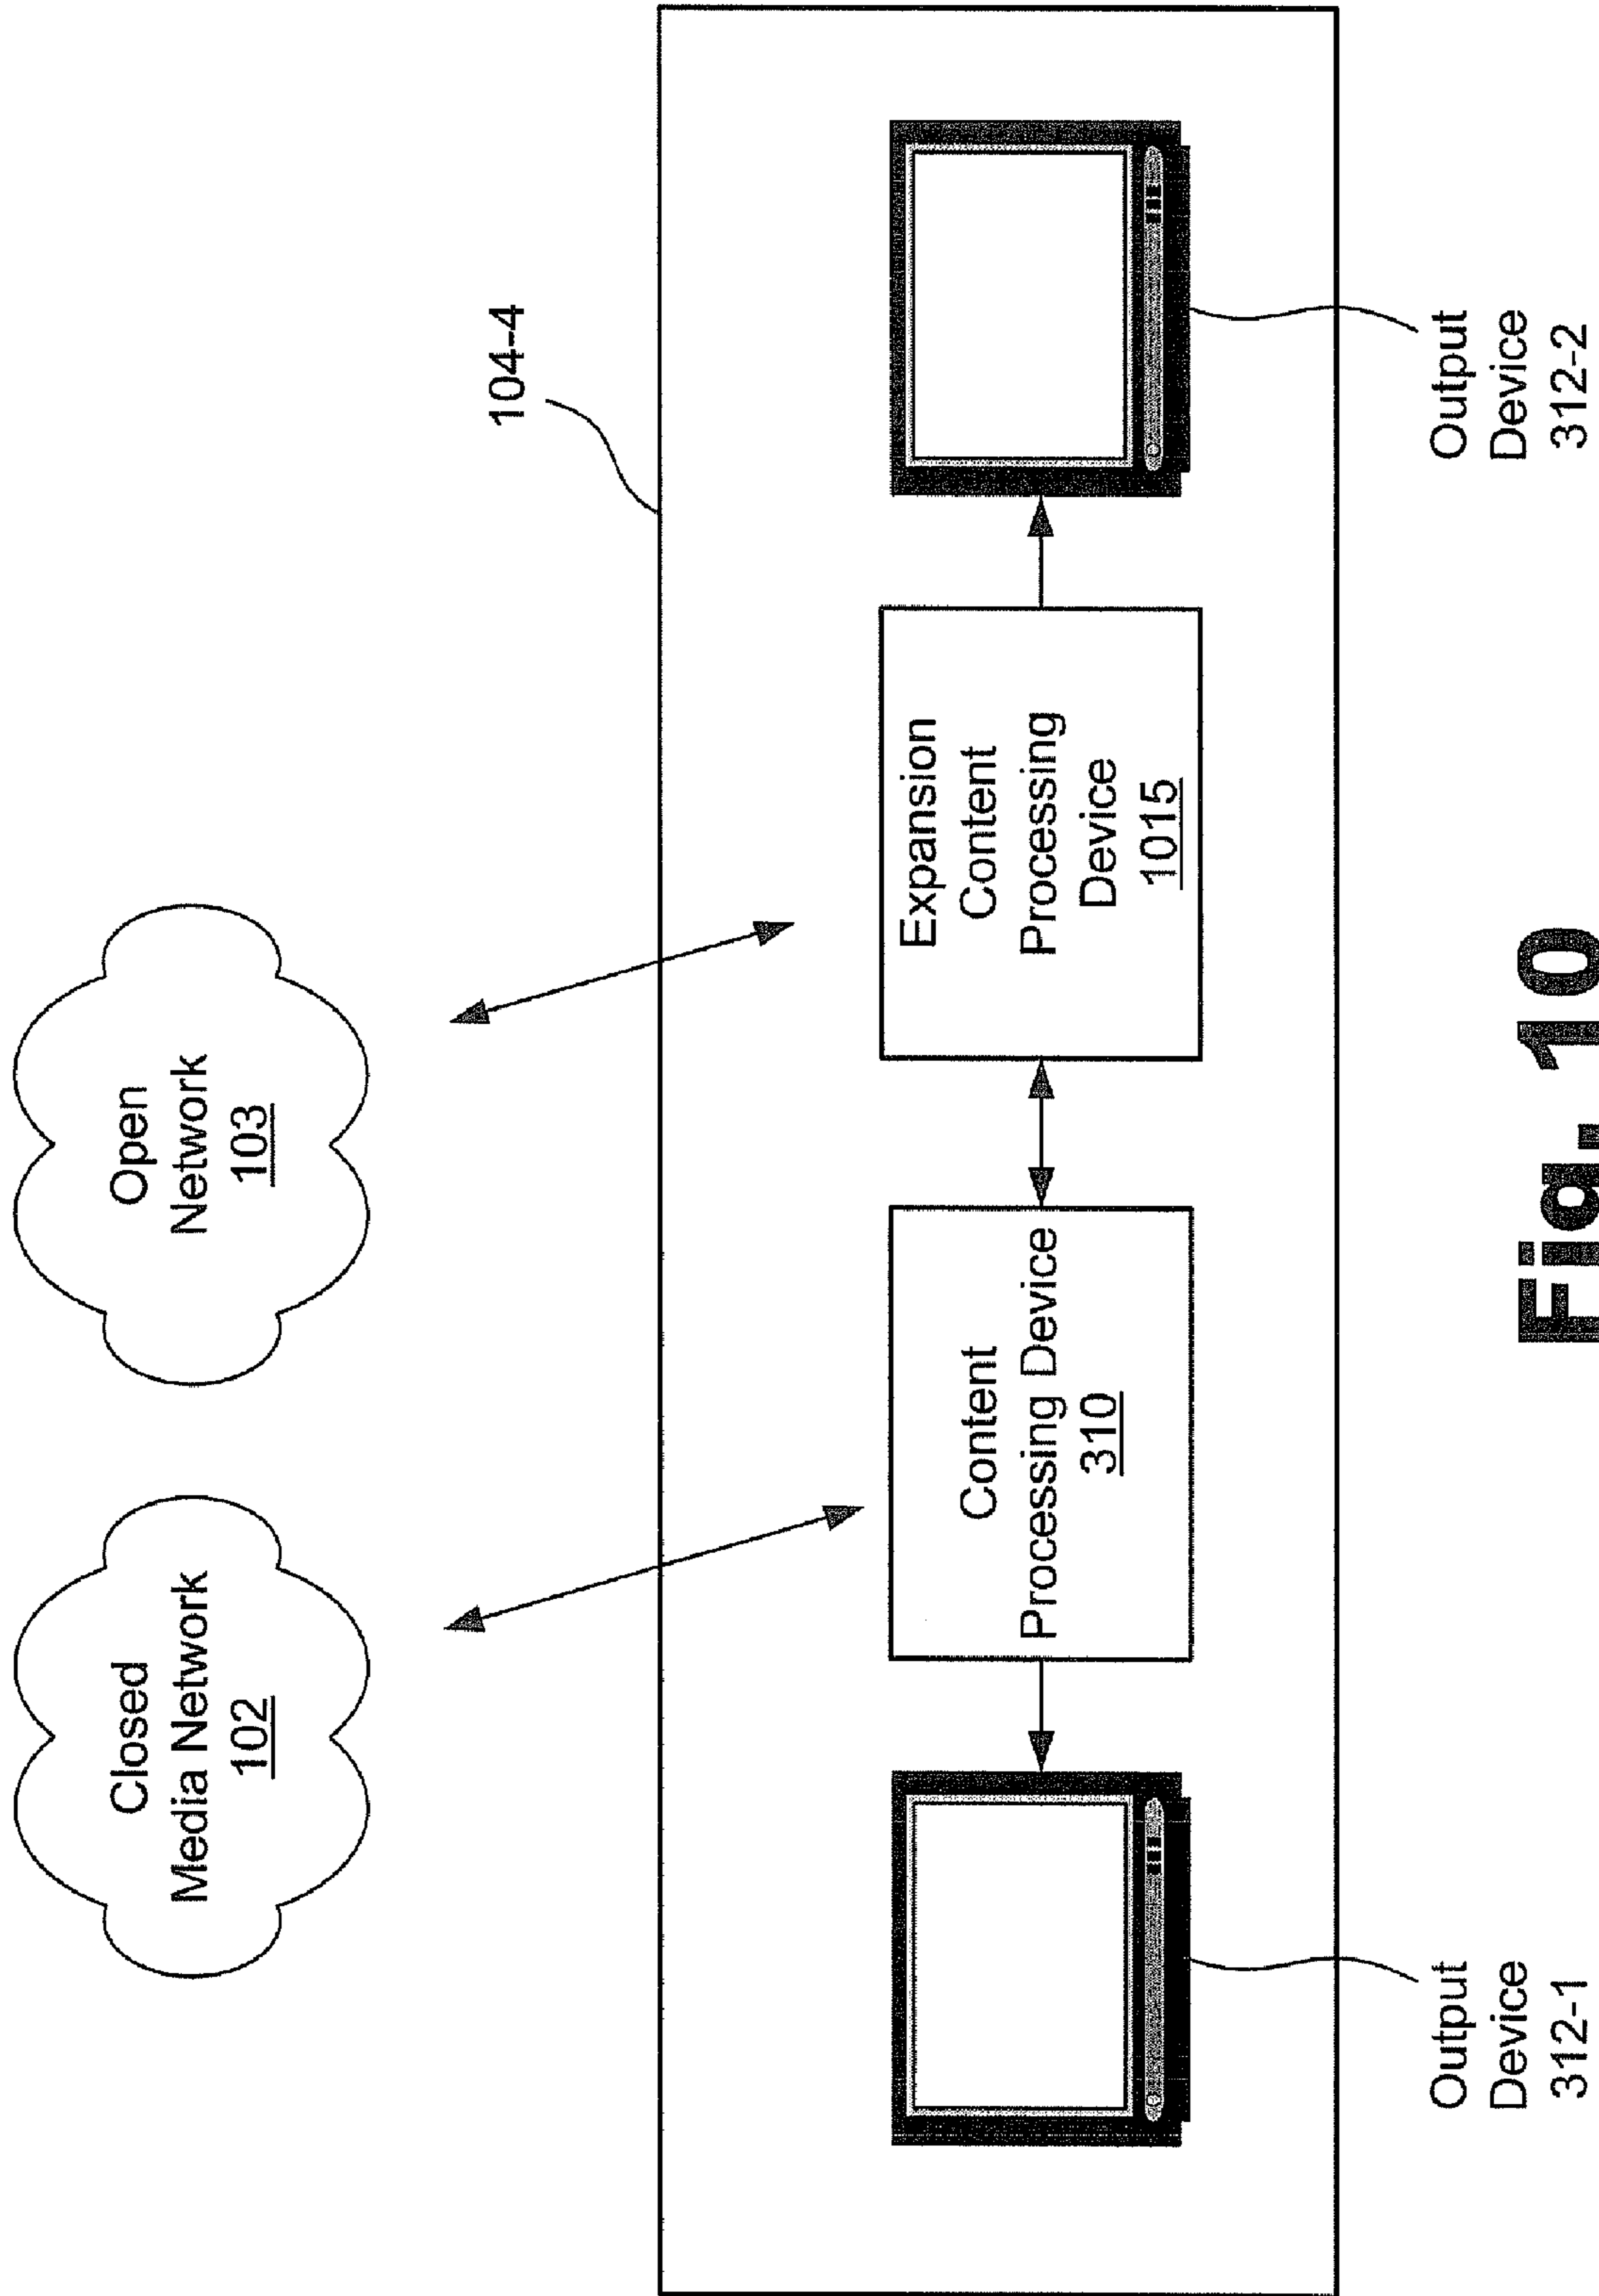 Closed
Media Network
102
Open
Network
103
104-4
Content
Processing Device
310
Expansion
Content
Processing
Device
1015
Output
Device
312-1
Output
Device
312-2
Fig. 10